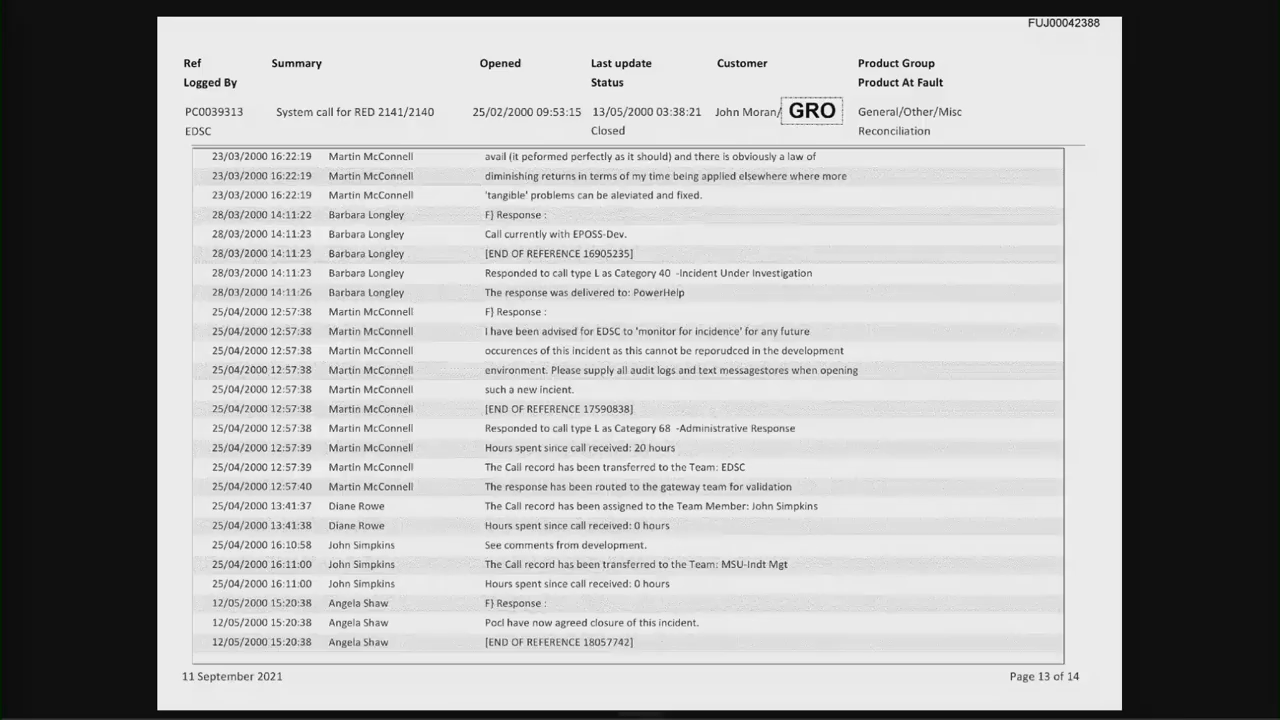 FUJ00042388
Ref Summary Opened Last update Customer Product Group
Logged By Status Product At Fault
PC0039313 System call for RED 2141/2140 25/02/2000 09:53:15 13/05/2000 03:38:21 John Moran/ GRO General/Other/Misc
EDSC Closed Reconciliation
23/03/2000 16:22:19 Martin McConnell avail (it peformed perfectly as it should) and there is obviously a law of
23/03/2000 16:22:19 Martin McConnell diminishing returns in terms of my time being applied elsewhere where more
23/03/2000 16:22:19 Martin McConnell 'tangible' problems can be aleviated and fixed.
28/03/2000 14:11:22 Barbara Longley F} Response :
28/03/2000 14:11:23 Barbara Longley Call currently with EPOSS-Dev.
28/03/2000 14:11:23 Barbara Longley [END OF REFERENCE 16905235]
28/03/2000 14:11:23 Barbara Longley Responded to call type L as Category 40 -Incident Under Investigation
28/03/2000 14:11:26 Barbara Longley The response was delivered to: PowerHelp
25/04/2000 12:57:38 Martin McConnell F} Response :
25/04/2000 12:57:38 Martin McConnell I have been advised for EDSC to 'monitor for incidence' for any future
25/04/2000 12:57:38 Martin McConnell occurences of this incident as this cannot be reporudced in the development
25/04/2000 12:57:38 Martin McConnell environment. Please supply all audit logs and text messagestores when opening
25/04/2000 12:57:38 Martin McConnell such a new incient.
25/04/2000 12:57:38 Martin McConnell [END OF REFERENCE 17590838]
25/04/2000 12:57:38 Martin McConnell Responded to call type L as Category 68 -Administrative Response
25/04/2000 12:57:39 Martin McConnell Hours spent since call received: 20 hours
25/04/2000 12:57:39 Martin McConnell The Call record has been transferred to the Team: EDSC
25/04/2000 12:57:40 Martin McConnell The response has been routed to the gateway team for validation
25/04/2000 13:41:37 Diane Rowe The Call record has been assigned to the Team Member: John Simpkins
25/04/2000 13:41:38 Diane Rowe Hours spent since call received: 0 hours
25/04/2000 16:10:58 John Simpkins See comments from development.
25/04/2000 16:11:00 John Simpkins The Call record has been transferred to the Team: MSU-Indt Mgt
25/04/2000 16:11:00 John Simpkins Hours spent since call received: 0 hours
12/05/2000 15:20:38 Angela Shaw F} Response :
12/05/2000 15:20:38 Angela Shaw Pocl have now agreed closure of this incident.
12/05/2000 15:20:38 Angela Shaw [END OF REFERENCE 18057742]
11 September 2021 Page 13 of 14